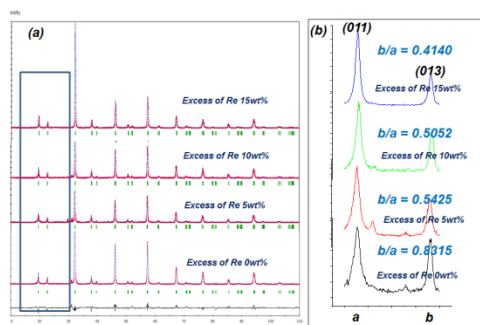 (a)
Excess of Re 15wt%
Excess of Re 10wt%
Excess of Re 5wt%
Excess of Re 0wt%
(b)
(011)
b/a = 0.4140
(013)
Excess of Re 15wt%
b/a = 0.5052
Excess of Re 10wt%
b/a = 0.5425
Excess of Re 5wt%
b/a = 0.8315
Excess of Re 0wt%
a
b